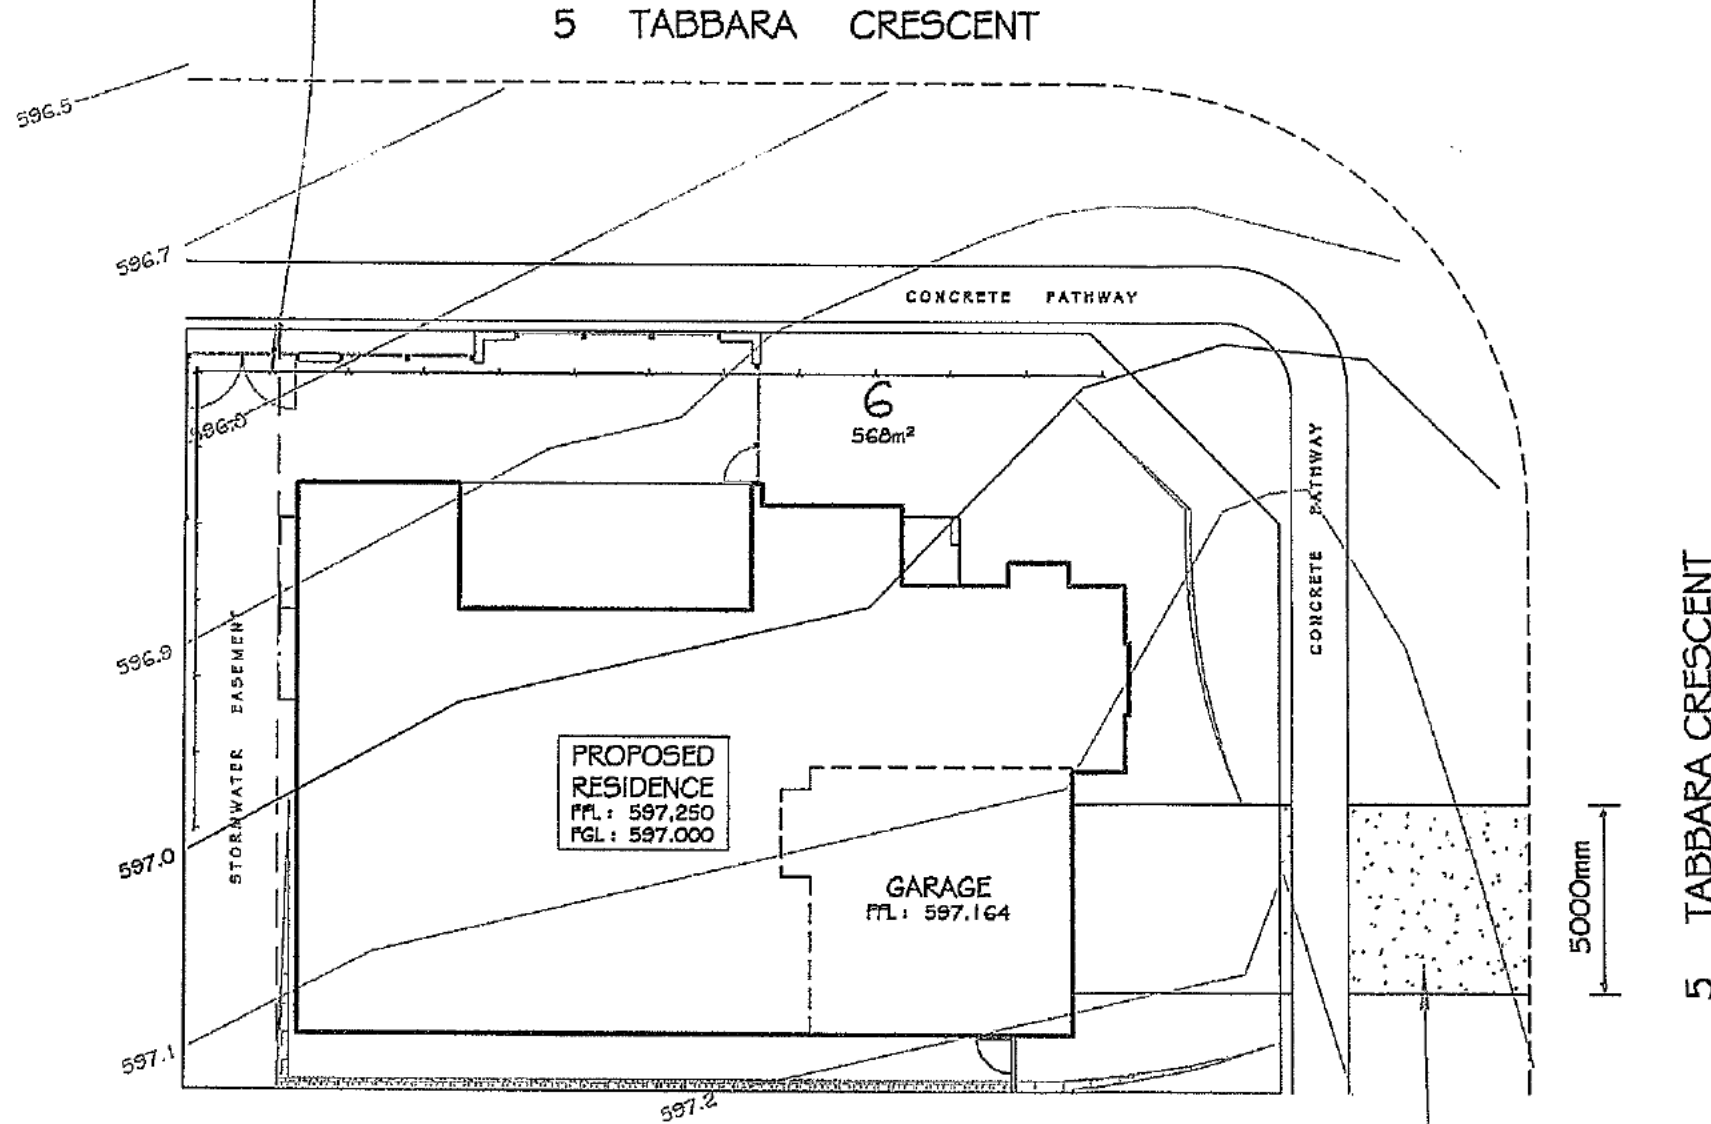 5 TABBARA CRESCENT
596.5
596.7
CONCRETE PATHWAY
6
568m²
CONCRETE PATHWAY
596.9
STORMWATER EASEMENT
5 TABBARA CRESCENT
PROPOSED
RESIDENCE
FFL: 597,250
FGL: 597.000
597.0
GARAGE
FFL: 597.164
5000mm
597.1
597.2